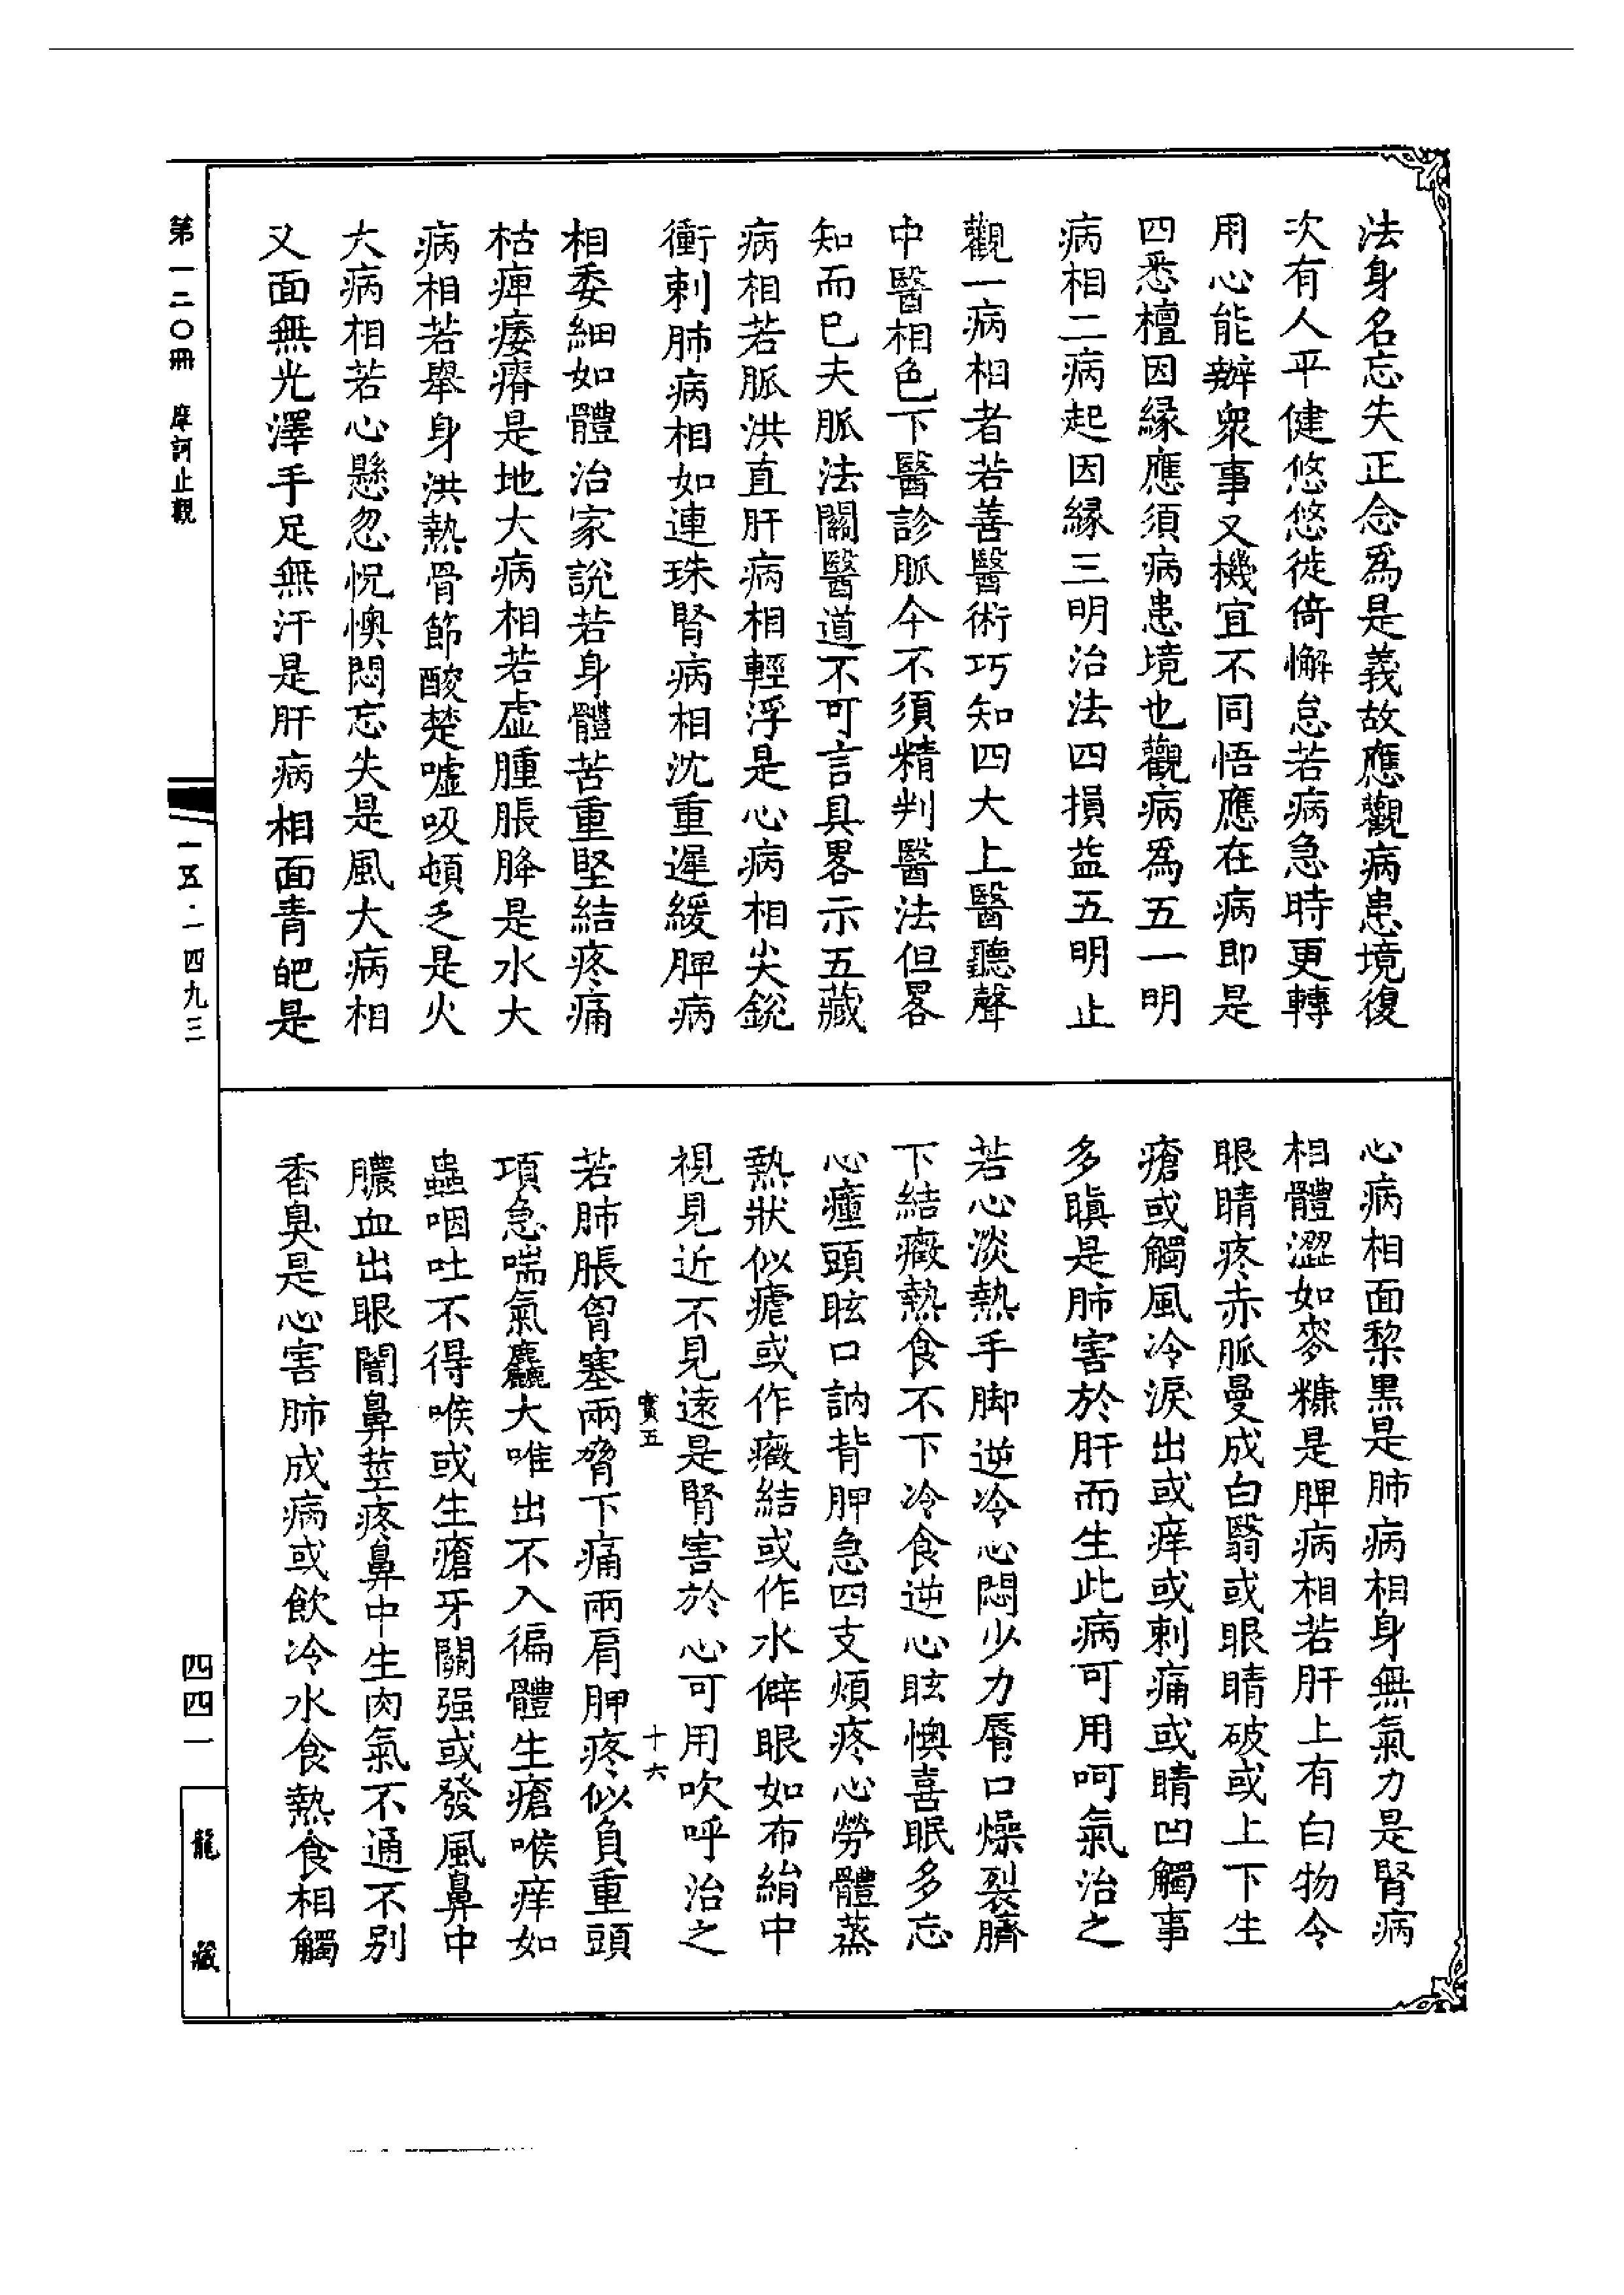 法身名忘失正念爲是義故應觀病患境復
次有人平健悠悠徙倚懈怠若病急時更轉
用心能辦衆事又機宜不同悟應在病即是
四悉檀因縁應須病患境也觀病爲五一明
病相二病起因縁三明治法四損益五明止
觀一病相者若善醫術巧知四大上醫聽聲
中醫相色下醫診脈今不須精判醫法但畧
知而已夫脈法關醫道不可言具畧示五藏
病相若脈洪直肝病相輕浮是心病相尖銳
衝刺肺病相如連珠腎病相沈重遲緩脾病
相委細如體治家說若身體苦重堅結疼痛
枯痺痿瘠是地大病相若虛腫脹胮是水大
病相若舉身洪熱骨節酸楚噓吸頓乏是火
大病相若心懸忽怳懊悶忘失是風大病相
又面無光澤手足無汗是肝病相面青皅是
心病相面黎黒是肺病相身無氣力是腎病
相體澀如麥糠是脾病相若肝上有白物令
眼睛疼赤脈曼成白翳或眼睛破或上下生
瘡或觸風冷淚出或痒或刺痛或睛凹觸事
多瞋是肺害於肝而生此病可用呵氣治之
若心淡熱手脚逆冷心悶少力脣口燥裂臍
下結癥熱食不下冷食逆心眩懊喜眠多忘
心瘇頭眩口訥背胛急四支煩疼心勞體蒸
熱狀似瘧或作癥結或作水僻眼如布絹中
視見近不見遠是腎害於心可用吹呼治之
實五
十六
若肺脹胷塞兩脅下痛兩肩胛疼似負重頭
項急喘氣麤大唯出不入徧體生瘡喉痒如
蟲咽吐不得喉或生瘡牙關强或發風鼻中
膿血出眼闇鼻莖疼鼻中生肉氣不通不别
香臭是心害肺成病或飲冷水食熱食相觸
第一二〇冊　摩訶止觀
一五·一四九三
四四一
龍藏